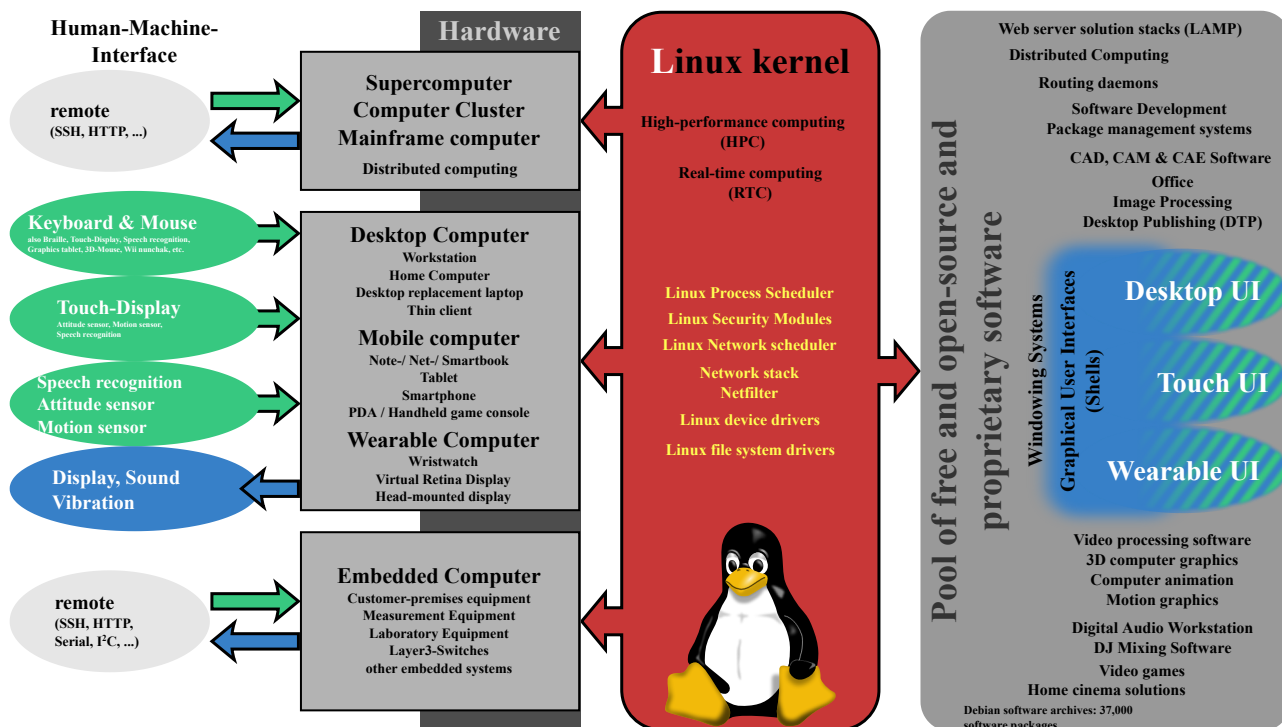 Human-Machine-
Interface
remote
(SSH, HTTP, ...)
Keyboard & Mouse
also Braille, Touch-Display, Speech recognition,
Graphics tablet, 3D-Mouse, Wii nunchak, etc.
Touch-Display
Attitude sensor, Motion sensor,
Speech recognition
Speech recognition
Attitude sensor
Motion sensor
Display, Sound
Vibration
remote
(SSH, HTTP,
Serial, I²C, ...)
Hardware
Supercomputer
Computer Cluster
Mainframe computer
Distributed computing
Desktop Computer
Workstation
Home Computer
Desktop replacement laptop
Thin client
Mobile computer
Note-/ Net-/ Smartbook
Tablet
Smartphone
PDA / Handheld game console
Wearable Computer
Wristwatch
Virtual Retina Display
Head-mounted display
Embedded Computer
Customer-premises equipment
Measurement Equipment
Laboratory Equipment
Layer3-Switches
other embedded systems
Linux kernel
High-performance computing
(HPC)
Real-time computing
(RTC)
Linux Process Scheduler
Linux Security Modules
Linux Network scheduler
Network stack
Netfilter
Linux device drivers
Linux file system drivers
Pool of free and open-source and
proprietary software
Web server solution stacks (LAMP)
Distributed Computing
Routing daemons
Software Development
Package management systems
CAD, CAM & CAE Software
Office
Image Processing
Desktop Publishing (DTP)
Windowing Systems
Graphical User Interfaces
(Shells)
Desktop UI
Touch UI
Wearable UI
Video processing software
3D computer graphics
Computer animation
Motion graphics
Digital Audio Workstation
DJ Mixing Software
Video games
Home cinema solutions
Debian software archives: 37,000
software packages